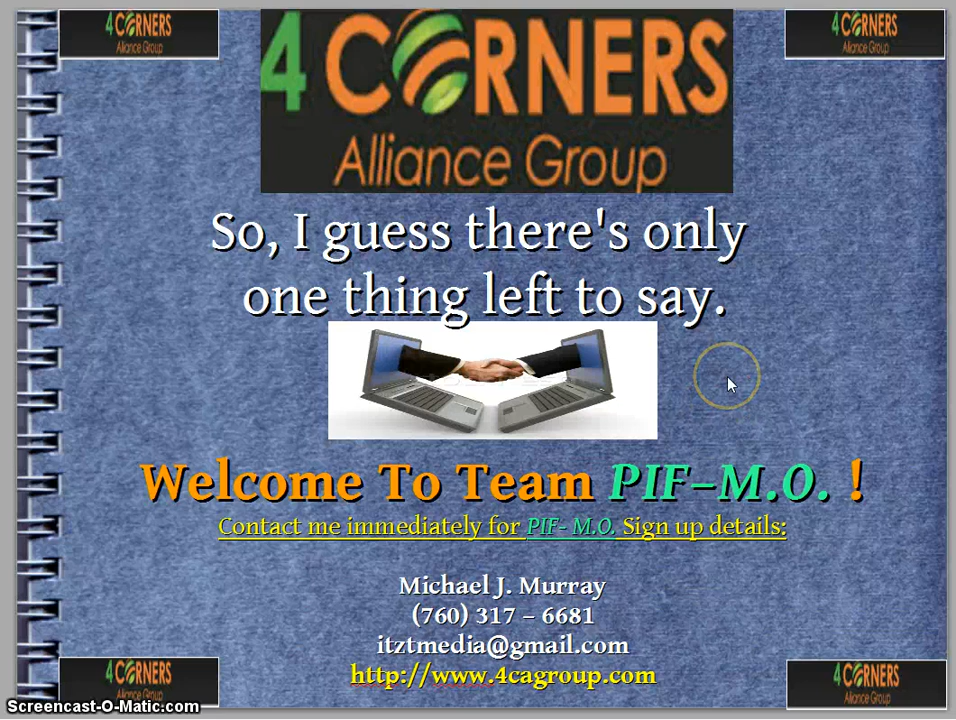 4 CORNERS
Alliance Group
4 CORNERS
Alliance Group
4 CORNERS
Alliance Group
So, I guess there's only
one thing left to say.
Welcome To Team PIF–M.O. !
Contact me immediately for PIF- M.O. Sign up details:
Michael J. Murray
(760) 317 – 6681
itztmedia@gmail.com
http://www.4cagroup.com
4 CORNERS
Alliance Group
4 CORNERS
Alliance Group
Screencast-O-Matic.com